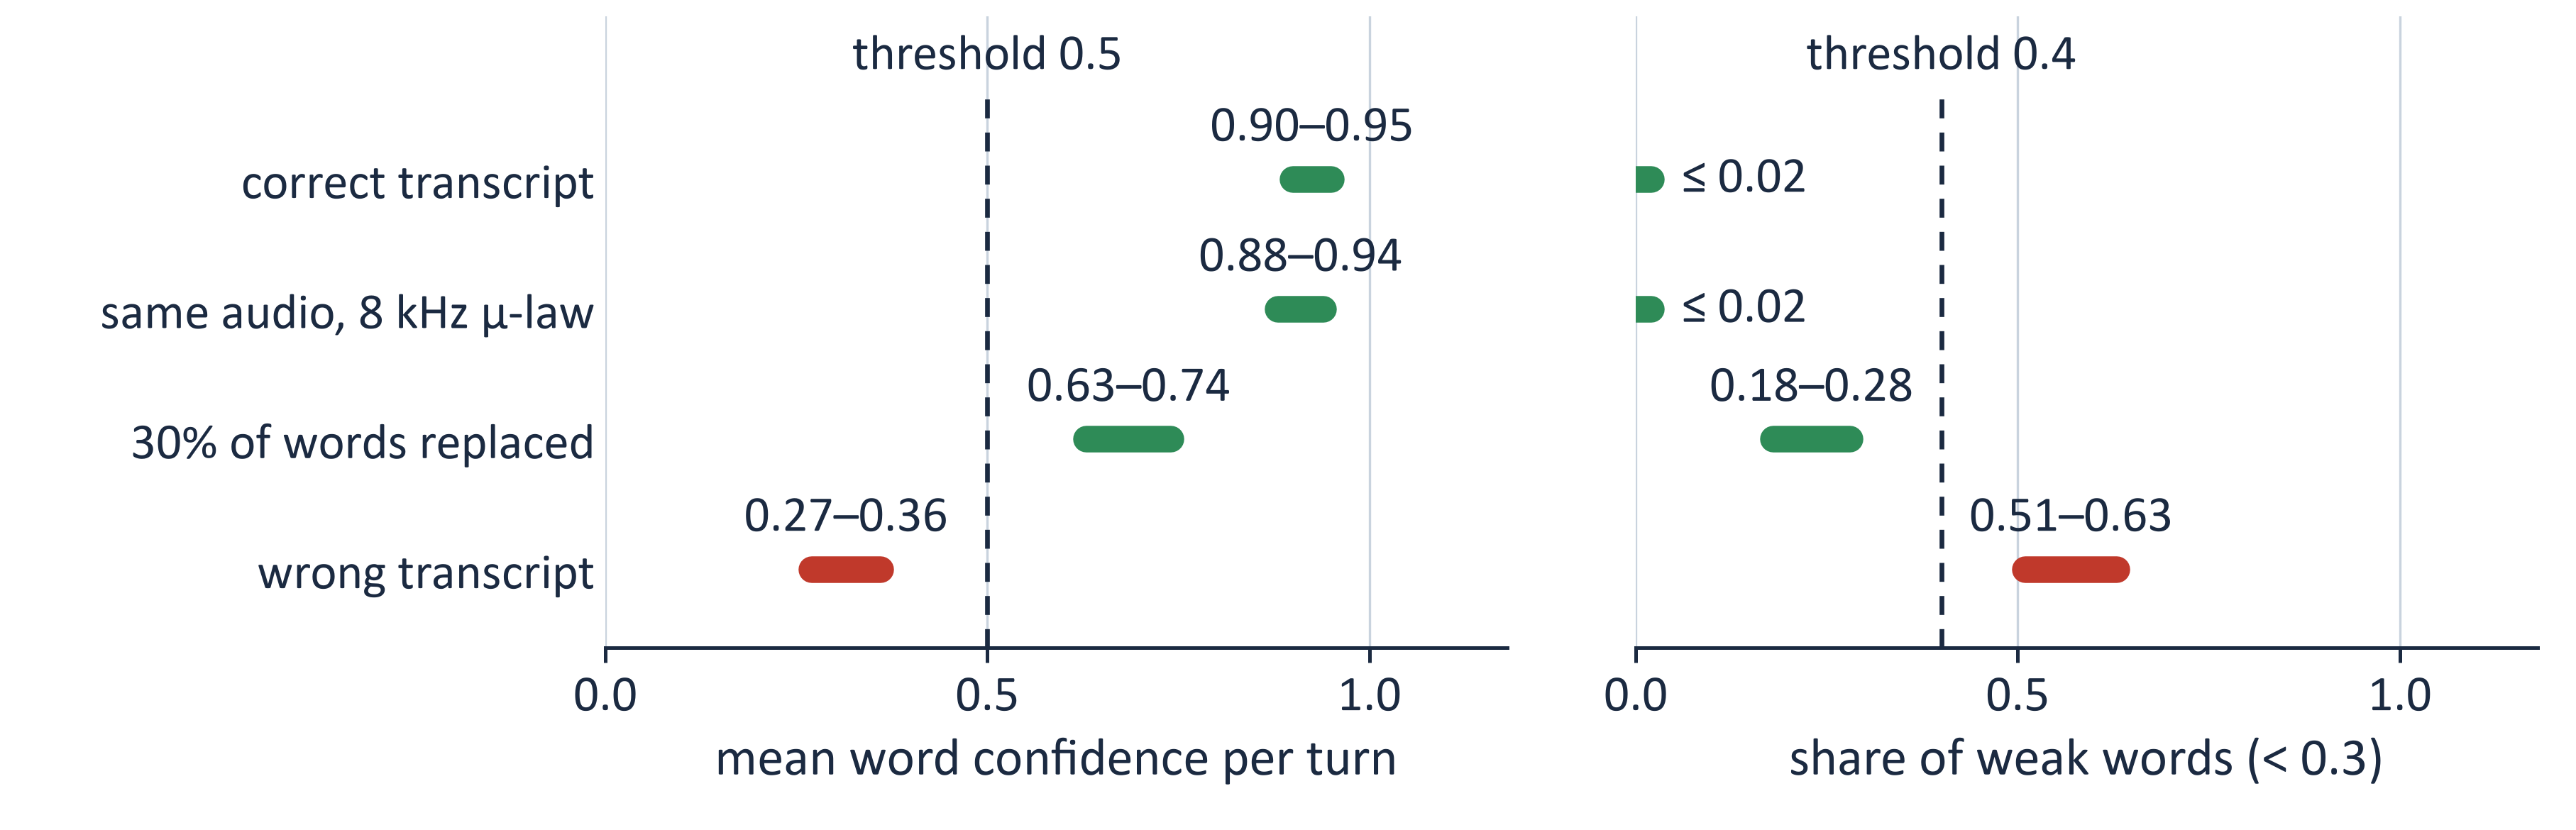 threshold 0.5
threshold 0.4
0.90–0.95
correct transcript
≤ 0.02
0.88–0.94
same audio, 8 kHz µ-law
≤ 0.02
0.63–0.74
0.18–0.28
30% of words replaced
0.27–0.36
0.51–0.63
wrong transcript
0.0
0.5
1.0
0.0
0.5
1.0
mean word confidence per turn
share of weak words (< 0.3)